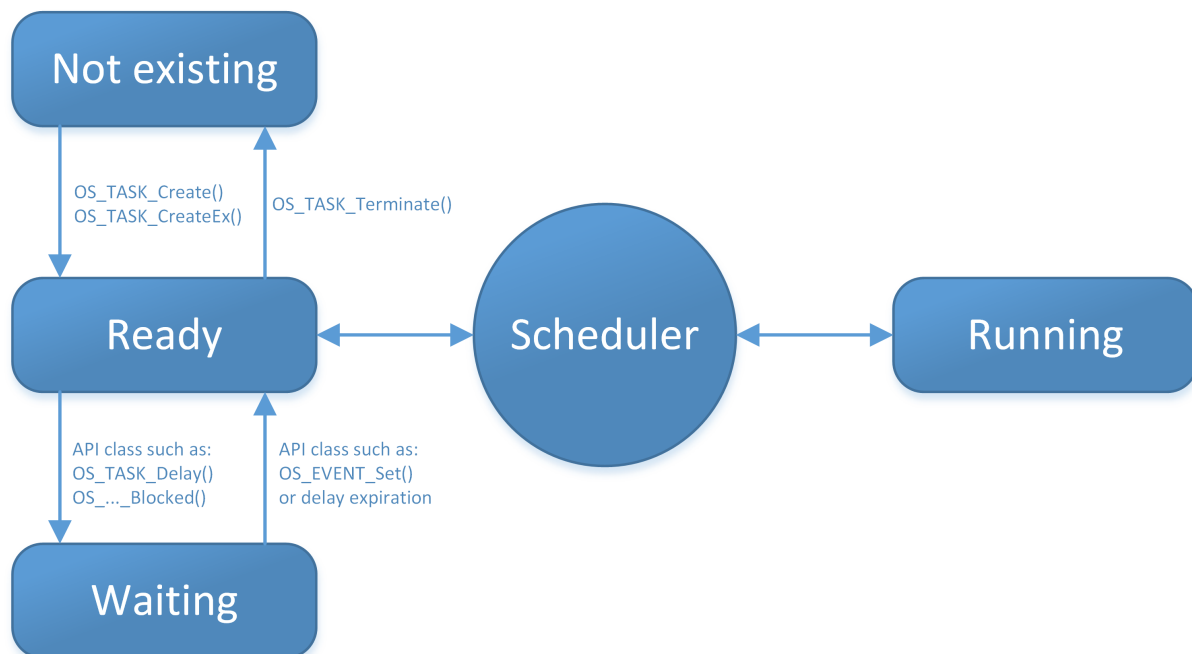 Not existing
OS_TASK_Create()
OS_TASK_CreateEx()
OS_TASK_Terminate()
Ready
Scheduler
Running
API class such as:
OS_TASK_Delay()
OS_..._Blocked()
API class such as:
OS_EVENT_Set()
or delay expiration
Waiting